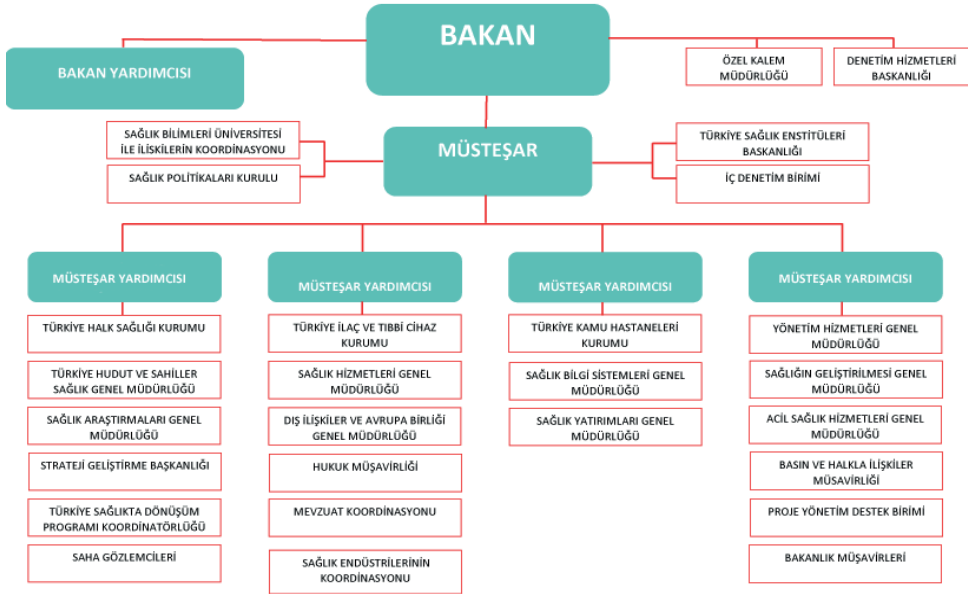 BAKAN
BAKAN YARDIMCISI
ÖZEL KALEM
MÜDÜRLÜĞÜ
DENETİM HİZMETLERİ
BASKANLIĞI
SAĞLIK BİLİMLERİ ÜNİVERSİTESİ
İLE İLİSKİLERİN KOORDİNASYONU
SAĞLIK POLİTİKALARI KURULU
MÜSTEŞAR
TÜRKİYE SAĞLIK ENSTİTÜLERİ
BASKANLIĞI
İÇ DENETİM BİRİMİ
MÜSTEŞAR YARDIMCISI
TÜRKİYE HALK SAĞLIĞI KURUMU
TÜRKİYE HUDUT VE SAHİLLER
SAĞLIK GENEL MÜDÜRLÜĞÜ
SAĞLIK ARAŞTIRMALARI GENEL
MÜDÜRLÜĞÜ
STRATEJİ GELİŞTİRME BAŞKANLIĞI
TÜRKİYE SAĞLIKTA DÖNÜŞÜM
PROGRAMI KOORDİNATÖRLÜĞÜ
SAHA GÖZLEMCİLERİ
MÜSTEŞAR YARDIMCISI
TÜRKİYE İLAÇ VE TIBBİ CİHAZ
KURUMU
SAĞLIK HİZMETLERİ GENEL
MÜDÜRLÜĞÜ
DIŞ İLİŞKİLER VE AVRUPA BİRLİĞİ
GENEL MÜDÜRLÜĞÜ
HUKUK MÜŞAVİRLİĞİ
MEVZUAT KOORDİNASYONU
SAĞLIK ENDÜSTRİLERİNİN
KOORDİNASYONU
MÜSTEŞAR YARDIMCISI
TÜRKİYE KAMU HASTANELERİ
KURUMU
SAĞLIK BİLGİ SİSTEMLERİ GENEL
MÜDÜRLÜĞÜ
SAĞLIK YATIRIMLARI GENEL
MÜDÜRLÜĞÜ
MÜSTEŞAR YARDIMCISI
YÖNETİM HİZMETLERİ GENEL
MÜDÜRLÜĞÜ
SAĞLIĞIN GELİŞTİRİLMESİ GENEL
MÜDÜRLÜĞÜ
ACİL SAĞLIK HİZMETLERİ GENEL
MÜDÜRLÜĞÜ
BASIN VE HALKLA İLİŞKİLER
MÜSAVİRLİĞİ
PROJE YÖNETİM DESTEK BİRİMİ
BAKANLIK MÜŞAVİRLERİ